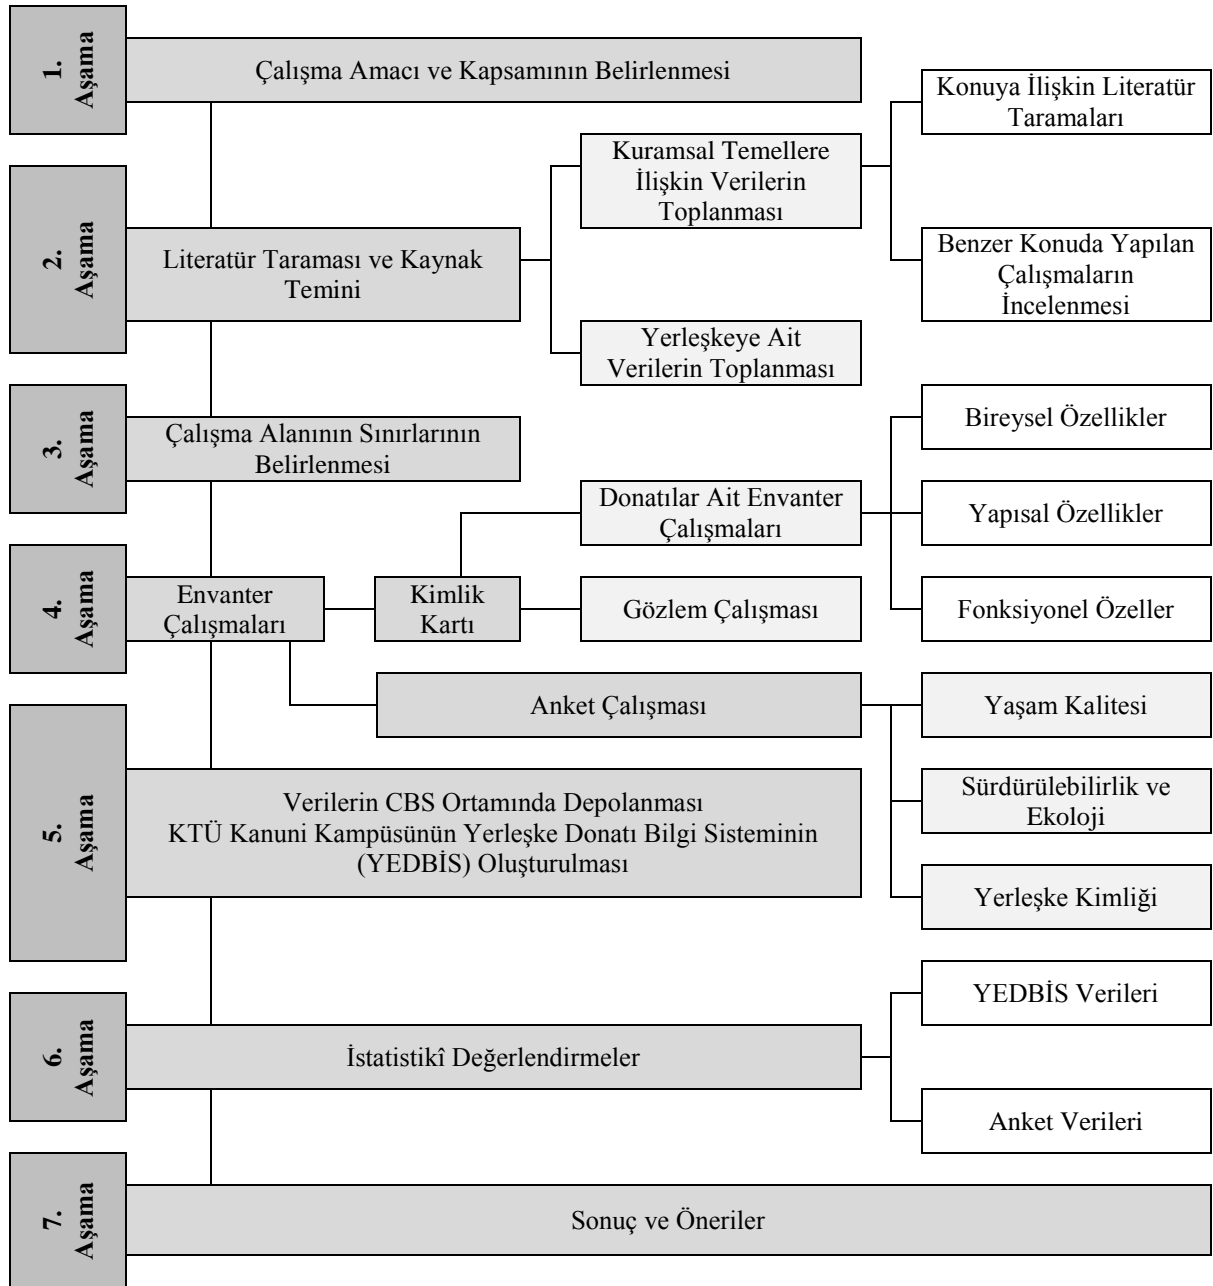 1.
Aşama
Çalışma Amacı ve Kapsamının Belirlenmesi
Konuya İlişkin Literatür
Taramaları
2.
Aşama
Literatür Taraması ve Kaynak
Temini
Kuramsal Temellere
İlişkin Verilerin
Toplanması
Benzer Konuda Yapılan
Çalışmaların
İncelenmesi
Yerleşkeye Ait
Verilerin Toplanması
3.
Aşama
Çalışma Alanının Sınırlarının
Belirlenmesi
Bireysel Özellikler
Donatılar Ait Envanter
Çalışmaları
Yapısal Özellikler
4.
Aşama
Envanter
Çalışmaları
Kimlik
Kartı
Gözlem Çalışması
Fonksiyonel Özeller
Anket Çalışması
Yaşam Kalitesi
5.
Aşama
Verilerin CBS Ortamında Depolanması
KTÜ Kanuni Kampüsünün Yerleşke Donatı Bilgi Sisteminin
(YEDBİS) Oluşturulması
Sürdürülebilirlik ve
Ekoloji
Yerleşke Kimliği
6.
Aşama
İstatistikî Değerlendirmeler
YEDBİS Verileri
Anket Verileri
7.
Aşama
Sonuç ve Öneriler